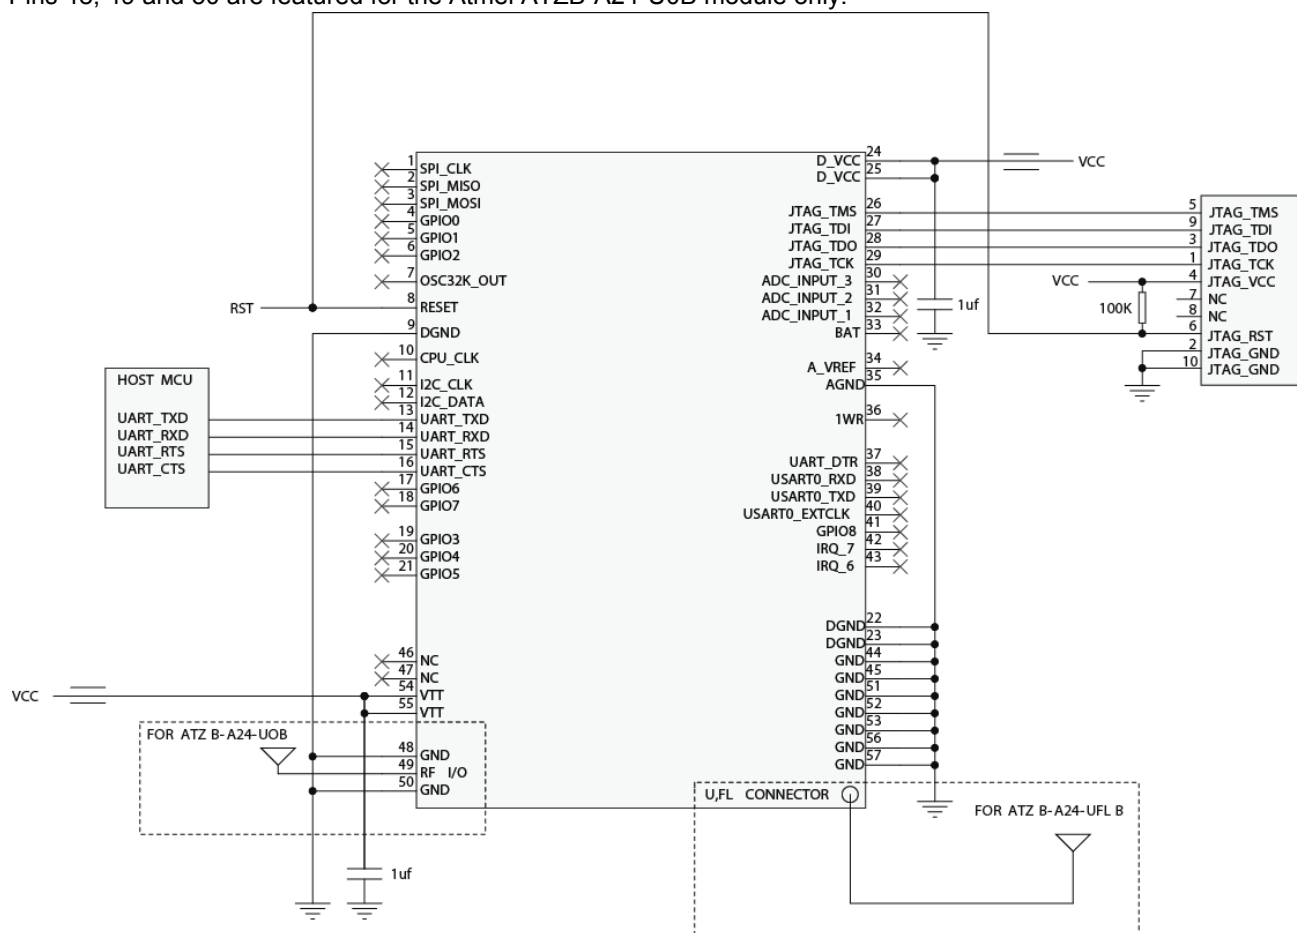 Pins 48, 49 and 50 are featured for the Atmel ATZB-A24-U0B module only.
1 SPI_CLK
2 SPI_MISO
3 SPI_MOSI
4 GPIO0
5 GPIO1
6 GPIO2
7 OSC32K_OUT
RST 8 RESET
9 DGND
10 CPU_CLK
11 I2C_CLK
12 I2C_DATA
13 UART_TXD
14 UART_RXD
15 UART_RTS
16 UART_CTS
17 GPIO6
18 GPIO7
19 GPIO3
20 GPIO4
21 GPIO5
46 NC
47 NC
VCC 54 VTT
55 VTT
HOST MCU
UART_TXD
UART_RXD
UART_RTS
UART_CTS
FOR ATZ B-A24-UOB
48 GND
49 RF I/O
50 GND
1uf
D_VCC 24 VCC
D_VCC 25
JTAG_TMS 26
JTAG_TDI 27
JTAG_TDO 28
JTAG_TCK 29
ADC_INPUT_3 30
ADC_INPUT_2 31
ADC_INPUT_1 32
BAT 33
1uf
A_VREF 34
AGND 35
1WR 36
UART_DTR 37
USART0_RXD 38
USART0_TXD 39
USART0_EXTCLK 40
GPIO8 41
IRQ_7 42
IRQ_6 43
DGND 22
DGND 23
GND 44
GND 45
GND 51
GND 52
GND 53
GND 56
GND 57
5 JTAG_TMS
9 JTAG_TDI
3 JTAG_TDO
1 JTAG_TCK
VCC 4 JTAG_VCC
7 NC
8 NC
100K
6 JTAG_RST
2 JTAG_GND
10 JTAG_GND
U,FL CONNECTOR
FOR ATZ B-A24-UFL B